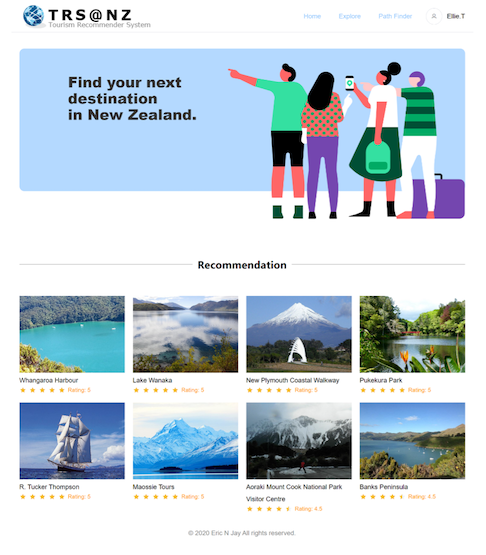 TRS@NZ
Tourism Recommender System
Home Explore Path Finder Ellie.T
Find your next
destination
in New Zealand.
Recommendation
Whangaroa Harbour Lake Wanaka New Plymouth Coastal Walkway Pukekura Park
Rating: 5 Rating: 5 Rating: 5 Rating: 5
R. Tucker Thompson Maossie Tours Aoraki Mount Cook National Park Banks Peninsula
Visitor Centre
Rating: 5 Rating: 5 Rating: 4.5 Rating: 4.5
© 2020 Eric N Jay All rights reserved.